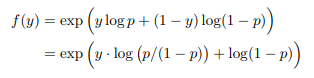 f(y) = exp (y log p + (1 − y) log(1 − p))
= exp (y · log (p/(1 − p)) + log(1 − p))